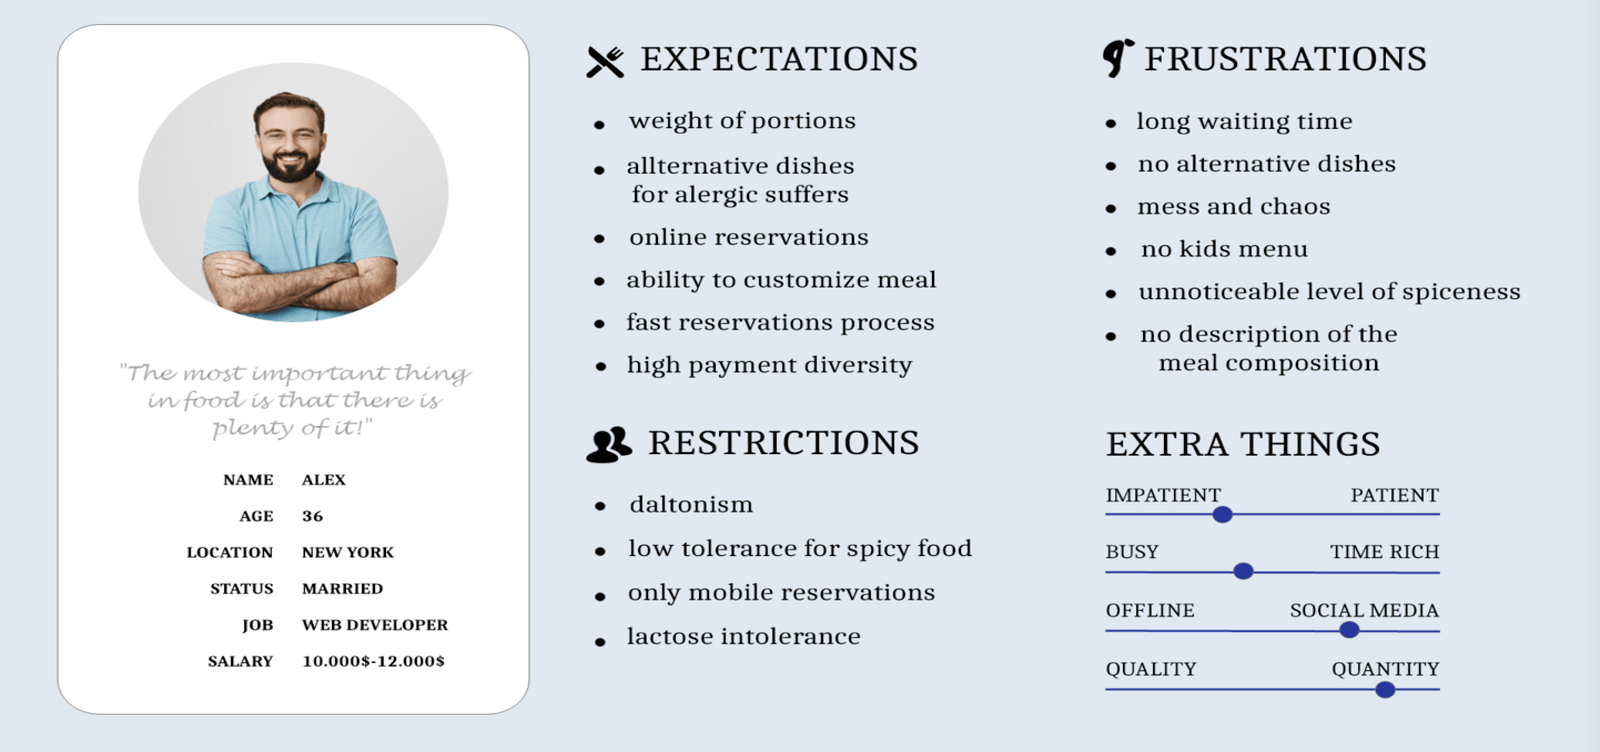 "The most important thing
in food is that there is
plenty of it!"
NAME ALEX
AGE 36
LOCATION NEW YORK
STATUS MARRIED
JOB WEB DEVELOPER
SALARY 10.000$-12.000$
EXPECTATIONS
• weight of portions
• allternative dishes
for alergic suffers
• online reservations
• ability to customize meal
• fast reservations process
• high payment diversity
RESTRICTIONS
• daltonism
• low tolerance for spicy food
• only mobile reservations
• lactose intolerance
FRUSTRATIONS
• long waiting time
• no alternative dishes
• mess and chaos
• no kids menu
• unnoticeable level of spiceness
• no description of the
meal composition
EXTRA THINGS
IMPATIENT PATIENT
BUSY TIME RICH
OFFLINE SOCIAL MEDIA
QUALITY QUANTITY